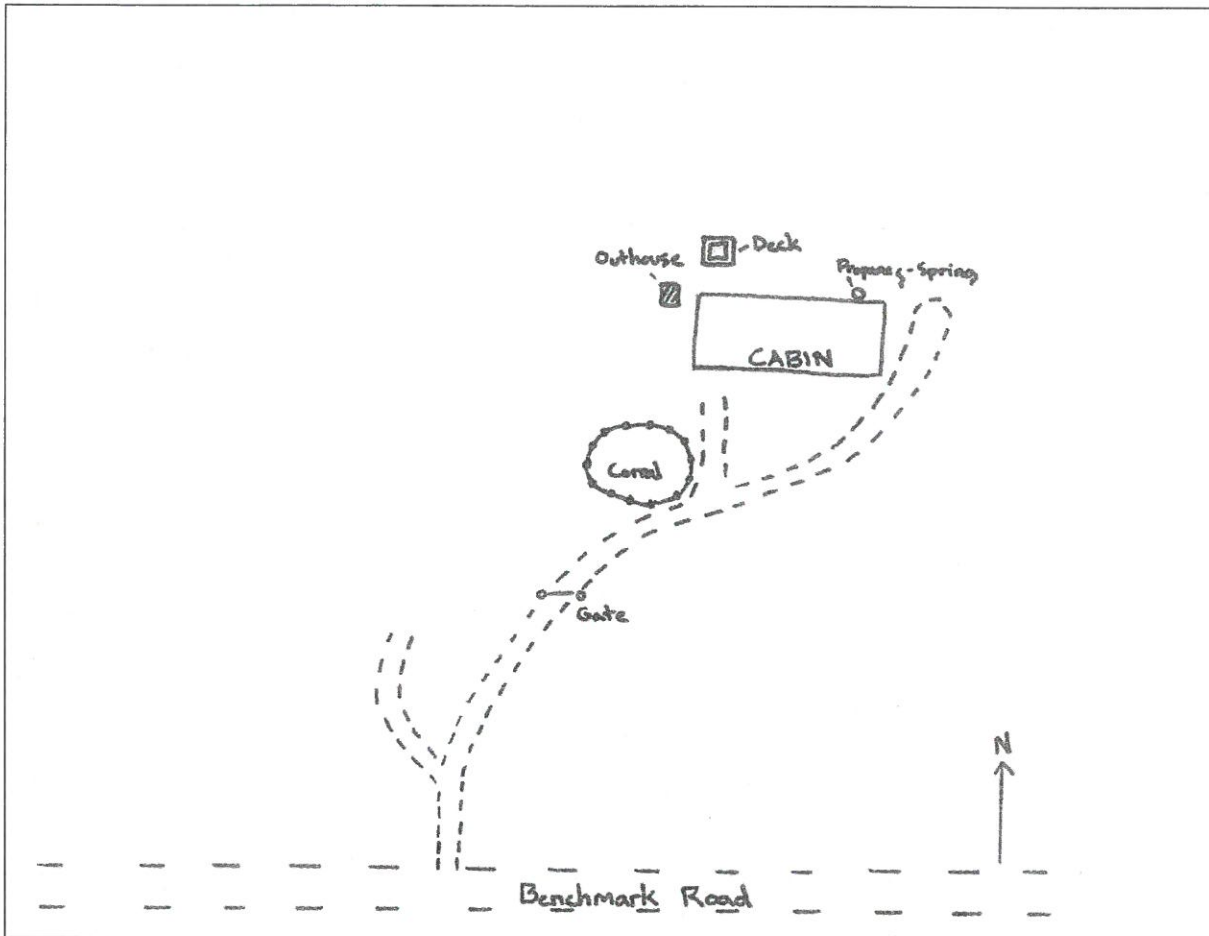 Deck
Outhouse
Propane & Spring
CABIN
Corral
Gate
N
Benchmark Road